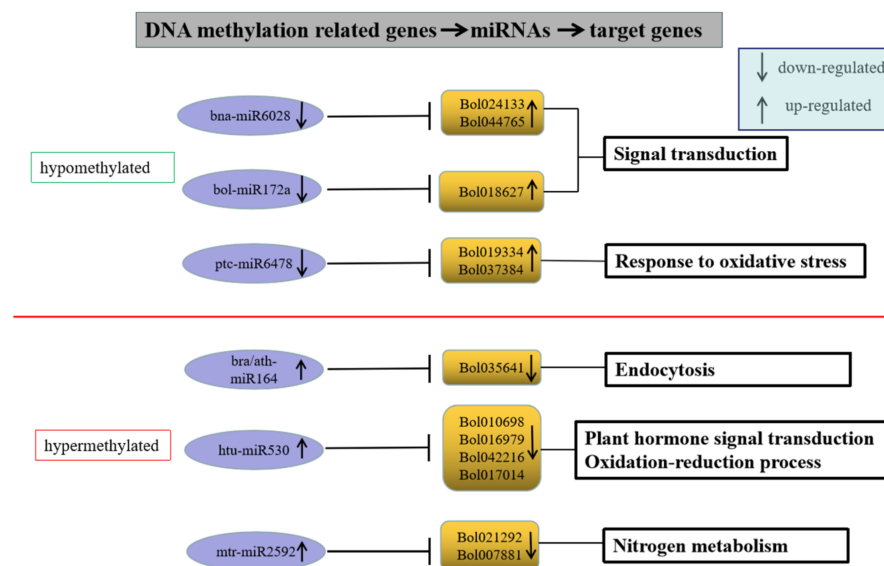 DNA methylation related genes → miRNAs → target genes
↓ down-regulated
↑ up-regulated
hypomethylated
bna-miR6028 ↓
Bol024133
Bol044765 ↑
Signal transduction
bol-miR172a ↓
Bol018627 ↑
ptc-miR6478 ↓
Bol019334
Bol037384 ↑
Response to oxidative stress
hypermethylated
bra/ath-
miR164 ↑
Bol035641 ↓
Endocytosis
htu-miR530 ↑
Bol010698
Bol016979
Bol042216 ↓
Bol017014
Plant hormone signal transduction
Oxidation-reduction process
mtr-miR2592 ↑
Bol021292
Bol007881 ↓
Nitrogen metabolism